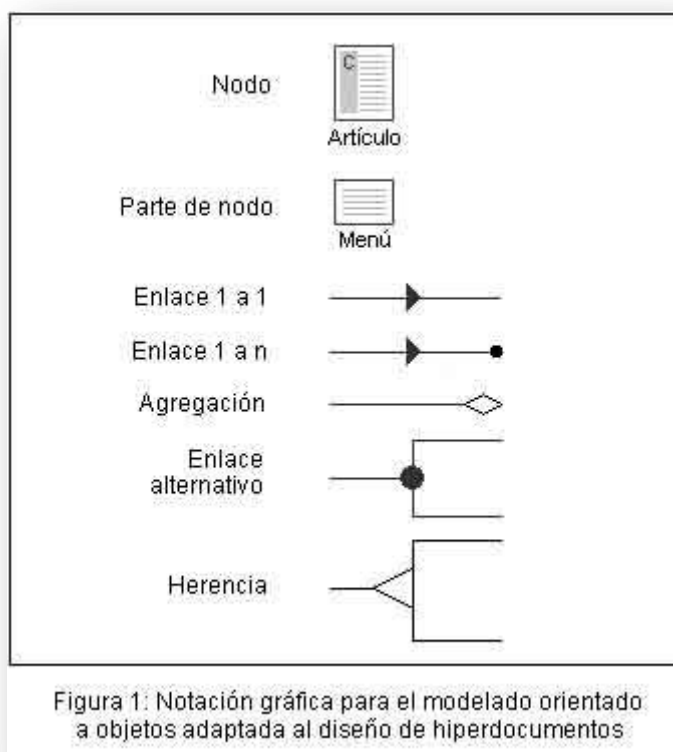 Nodo
C
Artículo
Parte de nodo
Menú
Enlace 1 a 1
Enlace 1 a n
Agregación
Enlace
alternativo
Herencia
Figura 1: Notación gráfica para el modelado orientado
a objetos adaptada al diseño de hiperdocumentos